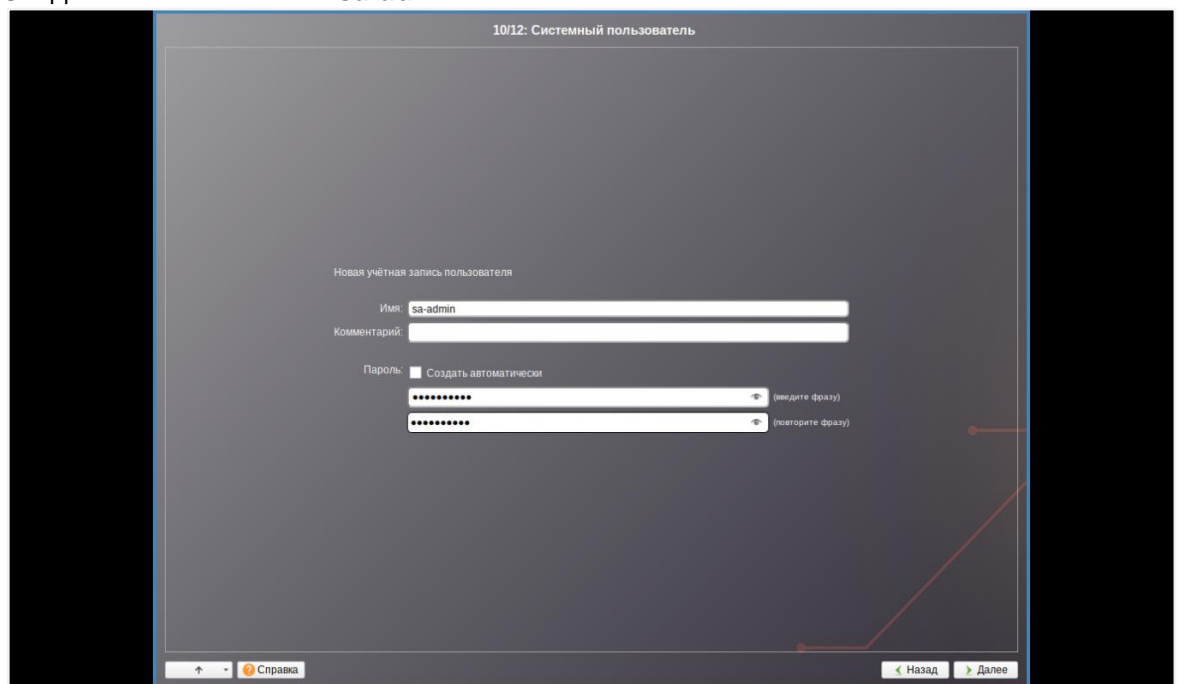 10/12: Системный пользователь
Новая учётная запись пользователя
Имя: sa-admin
Комментарий:
Пароль: Создать автоматически
•••••••••• (введите фразу)
•••••••••• (повторите фразу)
Справка Назад Далее